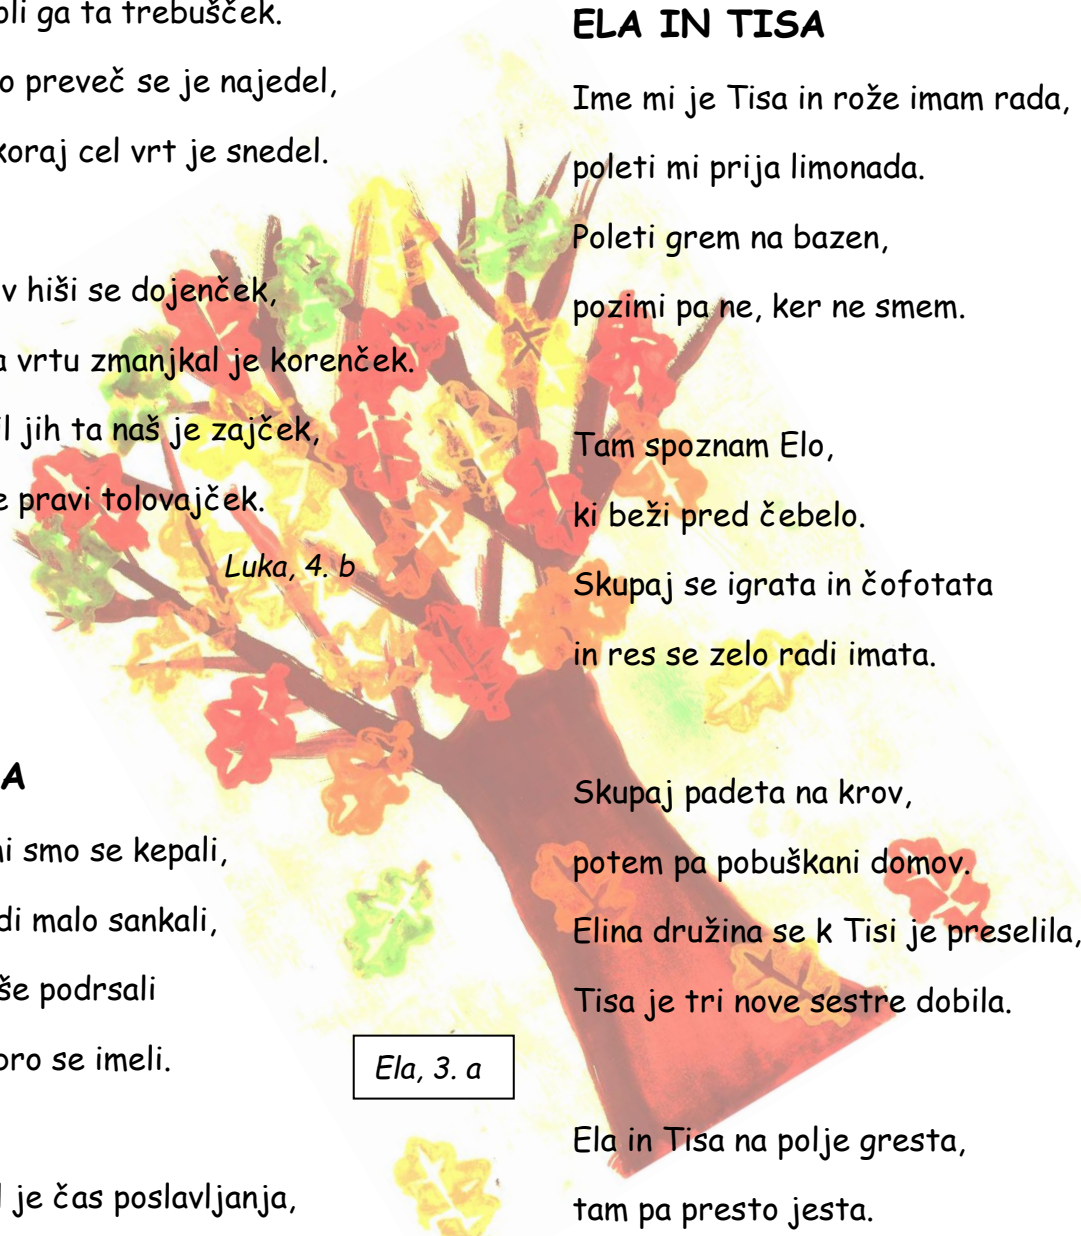 ga ta trebušček.
preveč se je najedel,
cel vrt je snedel.
v hiši se dojenček,
vrtu zmanjkal je korenček.
jih ta naš je zajček,
pravi tolovajček.
Luka, 4. b
A
smo se kepali,
malo sankali,
podrsali
se imeli.
Ela, 3. a
je čas poslavljanja,
ELA IN TISA
Ime mi je Tisa in rože imam rada,
poleti mi prija limonada.
Poleti grem na bazen,
pozimi pa ne, ker ne smem.
Tam spoznam Elo,
ki beži pred čebelo.
Skupaj se igrata in čofotata
in res se zelo radi imata.
Skupaj padeta na krov,
potem pa pobuškani domov.
Elina družina se k Tisi je preselila,
Tisa je tri nove sestre dobila.
Ela in Tisa na polje gresta,
tam pa presto jesta.